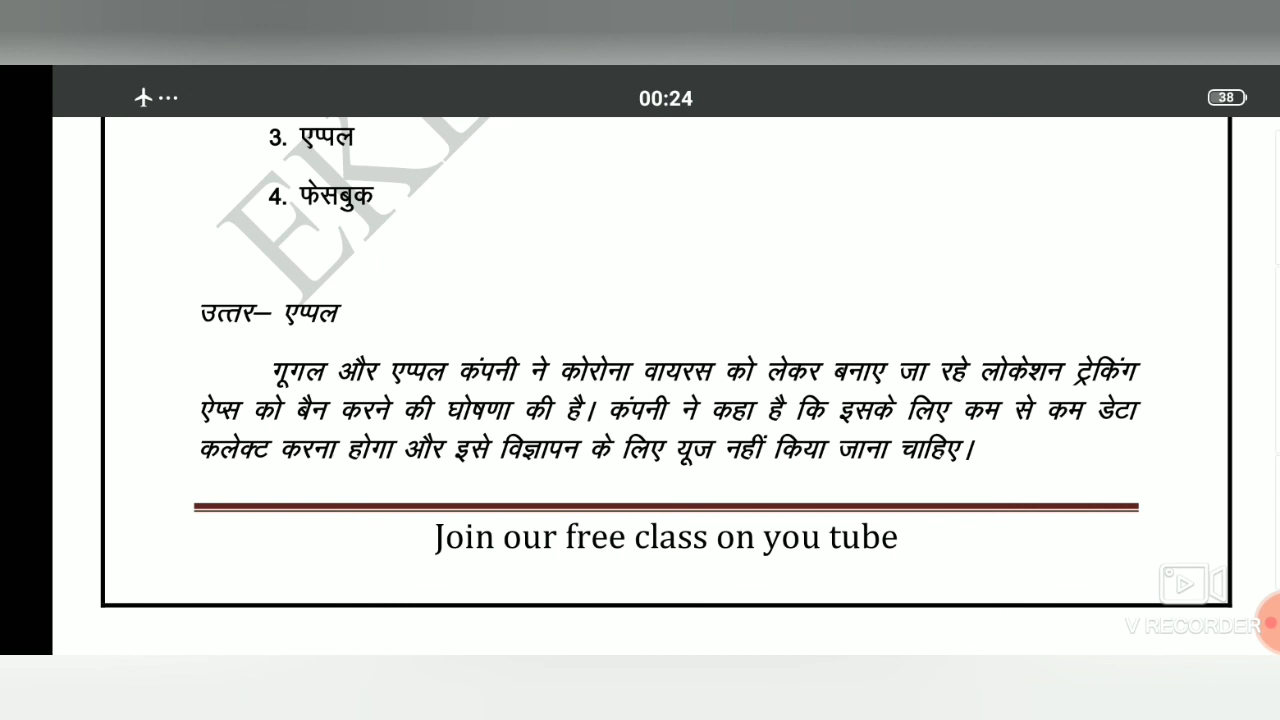 00:24
38
3. एप्पल
4. फेसबुक
उत्तर– एप्पल
गूगल और एप्पल कंपनी ने कोरोना वायरस को लेकर बनाए जा रहे लोकेशन ट्रेकिंग
ऐप्स को बैन करने की घोषणा की है। कंपनी ने कहा है कि इसके लिए कम से कम डेटा
कलेक्ट करना होगा और इसे विज्ञापन के लिए यूज नहीं किया जाना चाहिए।
Join our free class on you tube
V RECORDER